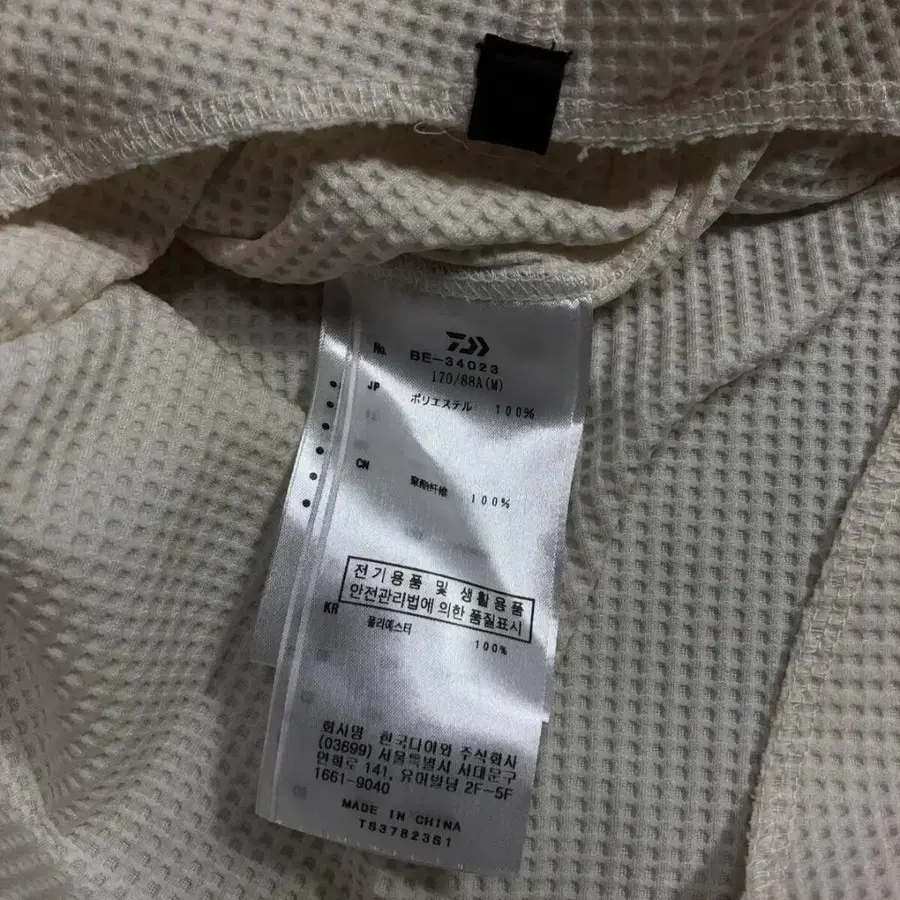 No. BE-34023
170/88A(M)
JP ポリエステル 100%
CN 聚酯纤维 100%
전기용품 및 생활용품
안전관리법에 의한 품질표시
KR 폴리에스터 100%
회사명 한국다이와 주식회사
(03699) 서울특별시 서대문구
연희로 141, 유어빌딩 2F-5F
1661-9040
MADE IN CHINA
TS37823S1